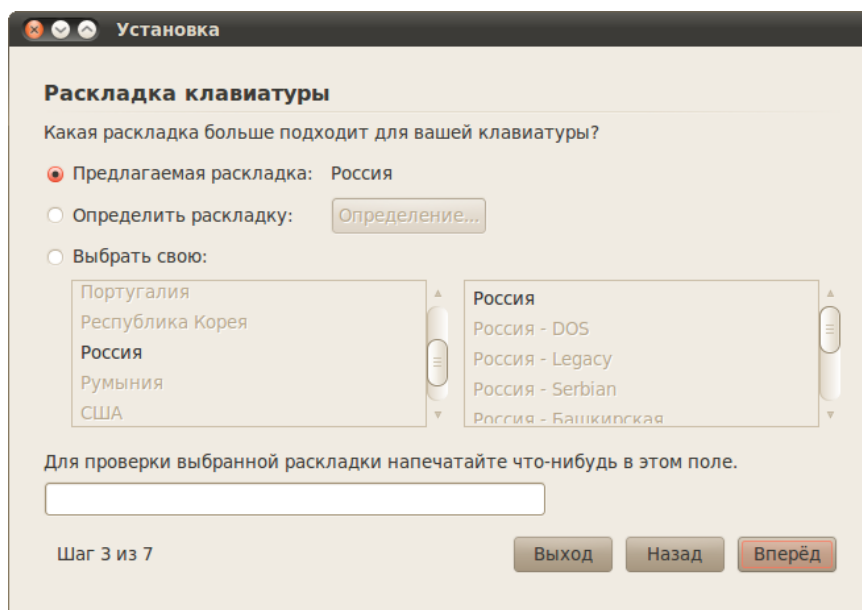 Установка
Раскладка клавиатуры
Какая раскладка больше подходит для вашей клавиатуры?
Предлагаемая раскладка: Россия
Определить раскладку: Определение...
Выбрать свою:
Португалия
Республика Корея
Россия
Румыния
США
Россия
Россия - DOS
Россия - Legacy
Россия - Serbian
Россия - Башкирская
Для проверки выбранной раскладки напечатайте что-нибудь в этом поле.
Шаг 3 из 7
Выход Назад Вперёд